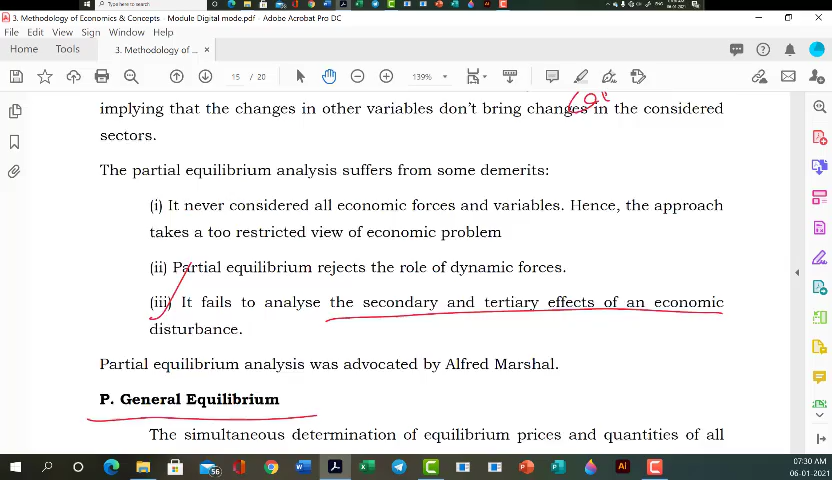 3. Methodology of Economics & Concepts - Module Digital mode.pdf - Adobe Acrobat Pro DC
File Edit View Sign Window Help
Home Tools 3. Methodology of ... ×
15 / 20 139%
implying that the changes in other variables don't bring changes in the considered
sectors.
The partial equilibrium analysis suffers from some demerits:
(i) It never considered all economic forces and variables. Hence, the approach
takes a too restricted view of economic problem
(ii) Partial equilibrium rejects the role of dynamic forces.
(iii) It fails to analyse the secondary and tertiary effects of an economic
disturbance.
Partial equilibrium analysis was advocated by Alfred Marshal.
P. General Equilibrium
The simultaneous determination of equilibrium prices and quantities of all
56
07:30 AM
06-01-2021